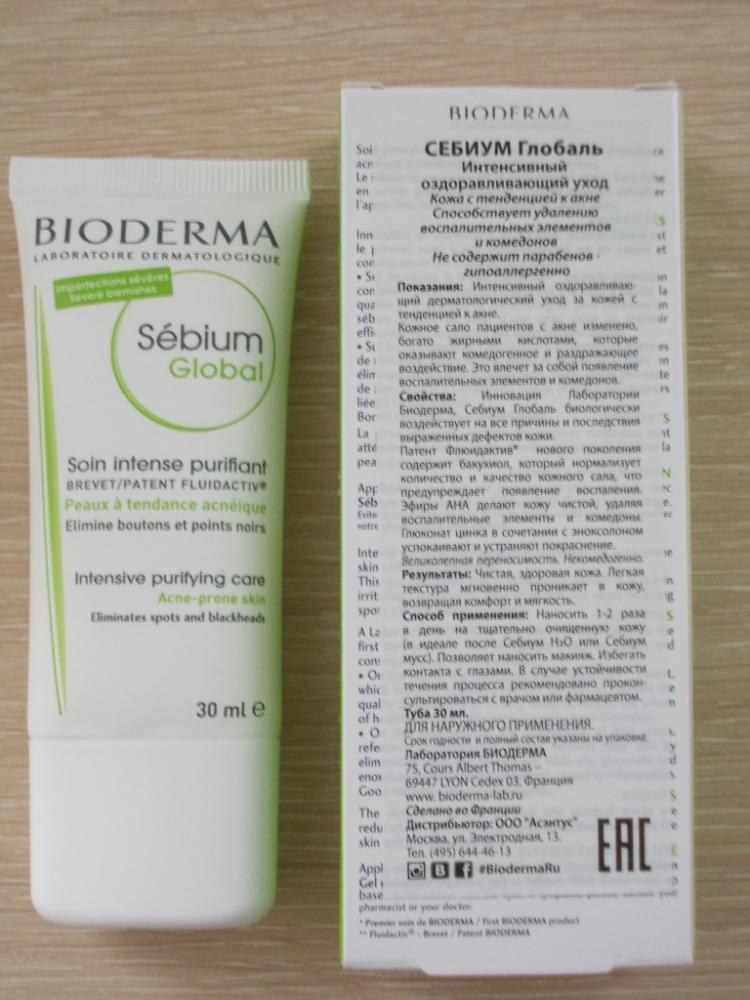 BIODERMA
LABORATOIRE DERMATOLOGIQUE
Imperfections sévères
Severe blemishes
Sébium
Global
Soin intense purifiant
BREVET/PATENT FLUIDACTIV®
Peaux à tendance acnéique
Elimine boutons et points noirs
Intensive purifying care
Acne-prone skin
Eliminates spots and blackheads
30 ml e
BIODERMA
СЕБИУМ Глобаль
Интенсивный
оздоравливающий уход
Кожа с тенденцией к акне
Способствует удалению
воспалительных элементов
и комедонов
Не содержит парабенов -
гипоаллергенно
Показания: Интенсивный оздоравливаю-
щий дерматологический уход за кожей с
тенденцией к акне.
Кожное сало пациентов с акне изменено,
богато жирными кислотами, которые
оказывают комедогенное и раздражающее
воздействие. Это влечет за собой появление
воспалительных элементов и комедонов.
Свойства: Инновация Лаборатории
Биодерма, Себиум Глобаль биологически
воздействует на все причины и последствия
выраженных дефектов кожи.
Патент Флюидактив® нового поколения
содержит бакухиол, который нормализует
количество и качество кожного сала, что
предупреждает появление воспаления.
Эфиры АНА делают кожу чистой, удаляя
воспалительные элементы и комедоны.
Глюконат цинка в сочетании с эноксолоном
успокаивают и устраняют покраснение.
Великолепная переносимость. Некомедогенно.
Результаты: Чистая, здоровая кожа. Легкая
текстура мгновенно проникает в кожу,
возвращая комфорт и мягкость.
Способ применения: Наносить 1-2 раза
в день на тщательно очищенную кожу
(в идеале после Себиум H2O или Себиум
мусс). Позволяет наносить макияж. Избегать
контакта с глазами. В случае устойчивости
течения процесса рекомендовано прокон-
сультироваться с врачом или фармацевтом.
Туба 30 мл.
ДЛЯ НАРУЖНОГО ПРИМЕНЕНИЯ.
Срок годности и полный состав указаны на упаковке.
Лаборатория БИОДЕРМА
75, Cours Albert Thomas –
69447 LYON Cedex 03, Франция
www. bioderma-lab.ru
Сделано во Франции
Дистрибьютор: ООО "Асэнтус"
Москва, ул. Электродная, 13.
Тел. (495) 644-46-13
#BiodermaRu
EAC
pharmacist or your doctor.
* Premier soin de BIODERMA / First BIODERMA product
** Fluidactiv® : Brevet / Patent BIODERMA